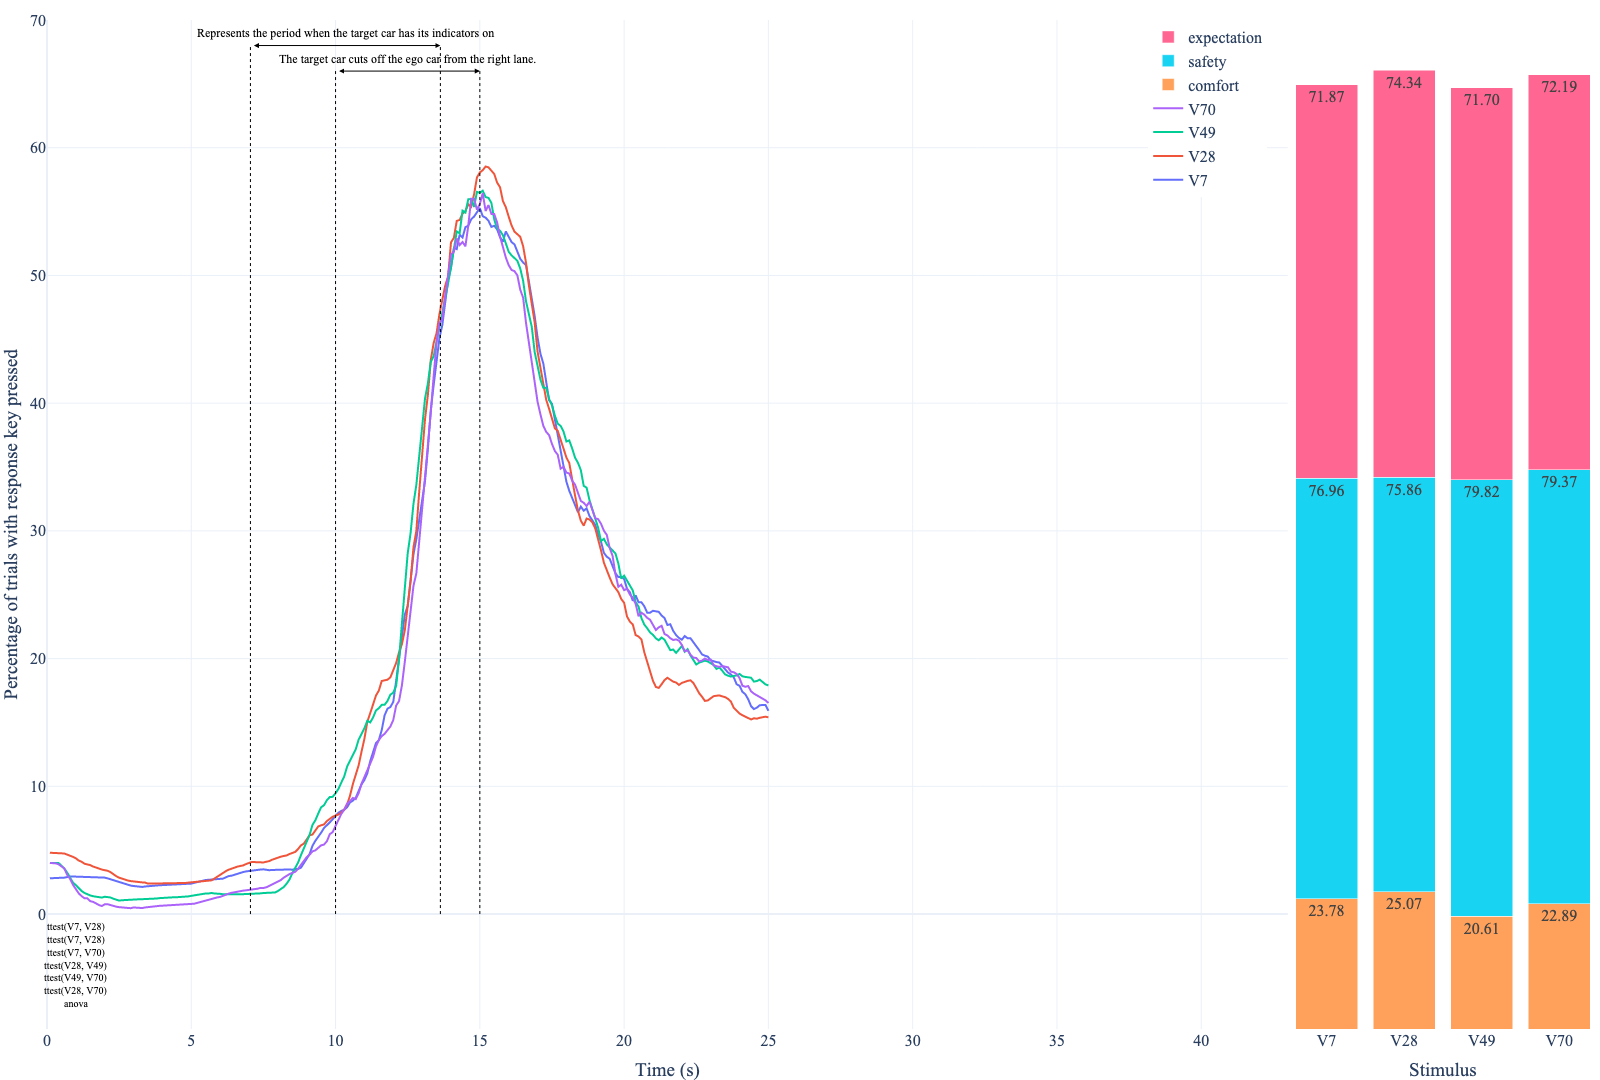 70
60
50
40
30
20
10
0
Percentage of trials with response key pressed
Represents the period when the target car has its indicators on
The target car cuts off the ego car from the right lane.
ttest(V7, V28)
ttest(V7, V28)
ttest(V7, V70)
ttest(V28, V49)
ttest(V49, V70)
ttest(V28, V70)
anova
0 5 10 15 20 25 30 35 40
Time (s)
expectation
safety
comfort
V70
V49
V28
V7
71.87 74.34 71.70 72.19
76.96 75.86 79.82 79.37
23.78 25.07 20.61 22.89
V7 V28 V49 V70
Stimulus